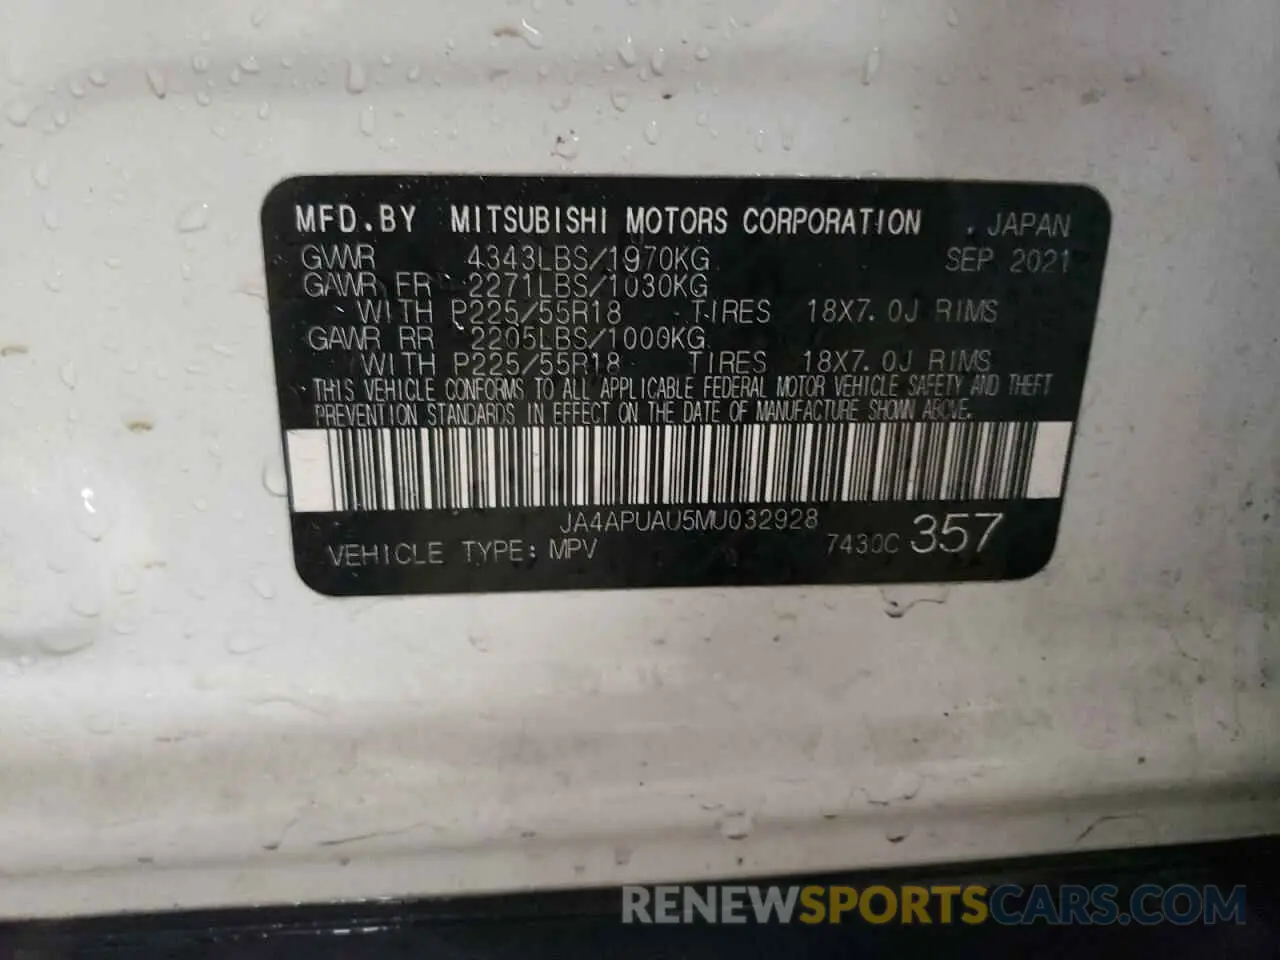 MFD.BY MITSUBISHI MOTORS CORPORATION . JAPAN
GVWR 4343LBS/1970KG SEP 2021
GAWR FR 2271LBS/1030KG
WITH P225/55R18 TIRES 18X7.0J RIMS
GAWR RR 2205LBS/1000KG
WITH P225/55R18 TIRES 18X7.0J RIMS
THIS VEHICLE CONFORMS TO ALL APPLICABLE FEDERAL MOTOR VEHICLE SAFETY AND THEFT
PREVENTION STANDARDS IN EFFECT ON THE DATE OF MANUFACTURE SHOWN ABOVE.
JA4APUAU5MU032928
VEHICLE TYPE: MPV 7430C 357
RENEWSPORTSCARS.COM